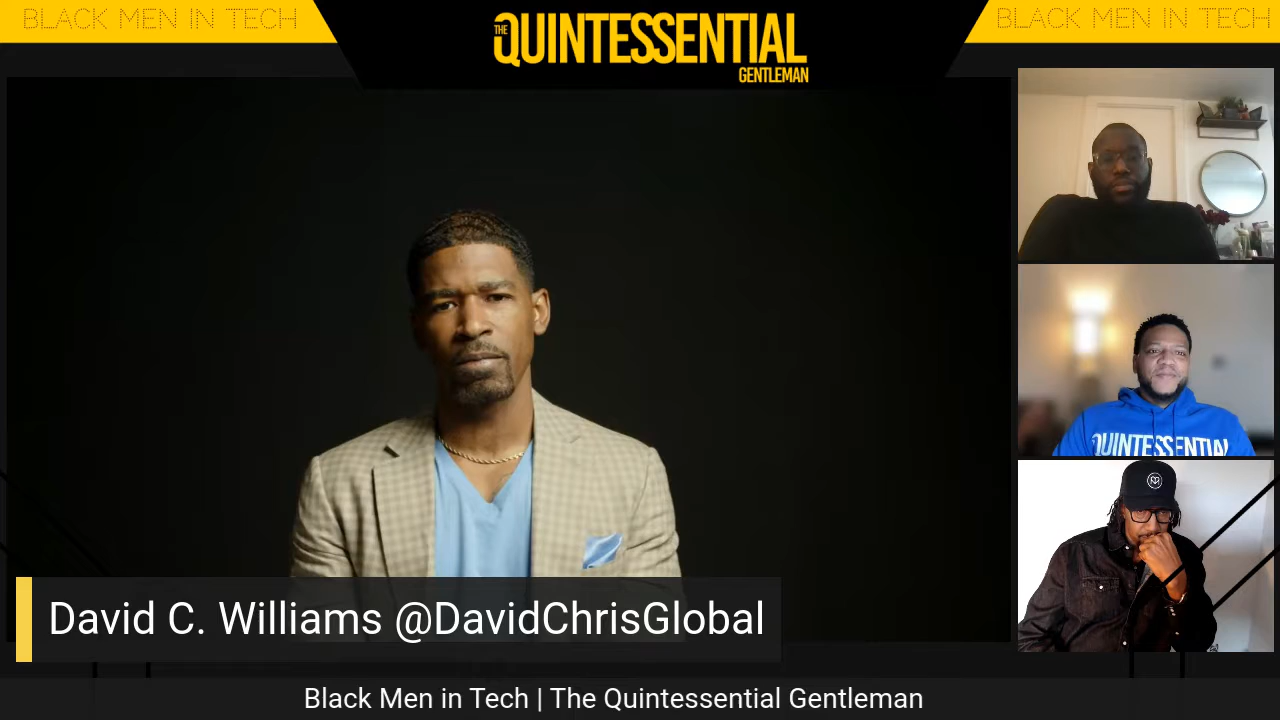 BLACK MEN IN TECH
THE QUINTESSENTIAL
GENTLEMAN
BLACK MEN IN TECH
QUINTESSENTIAL
David C. Williams @DavidChrisGlobal
Black Men in Tech | The Quintessential Gentleman